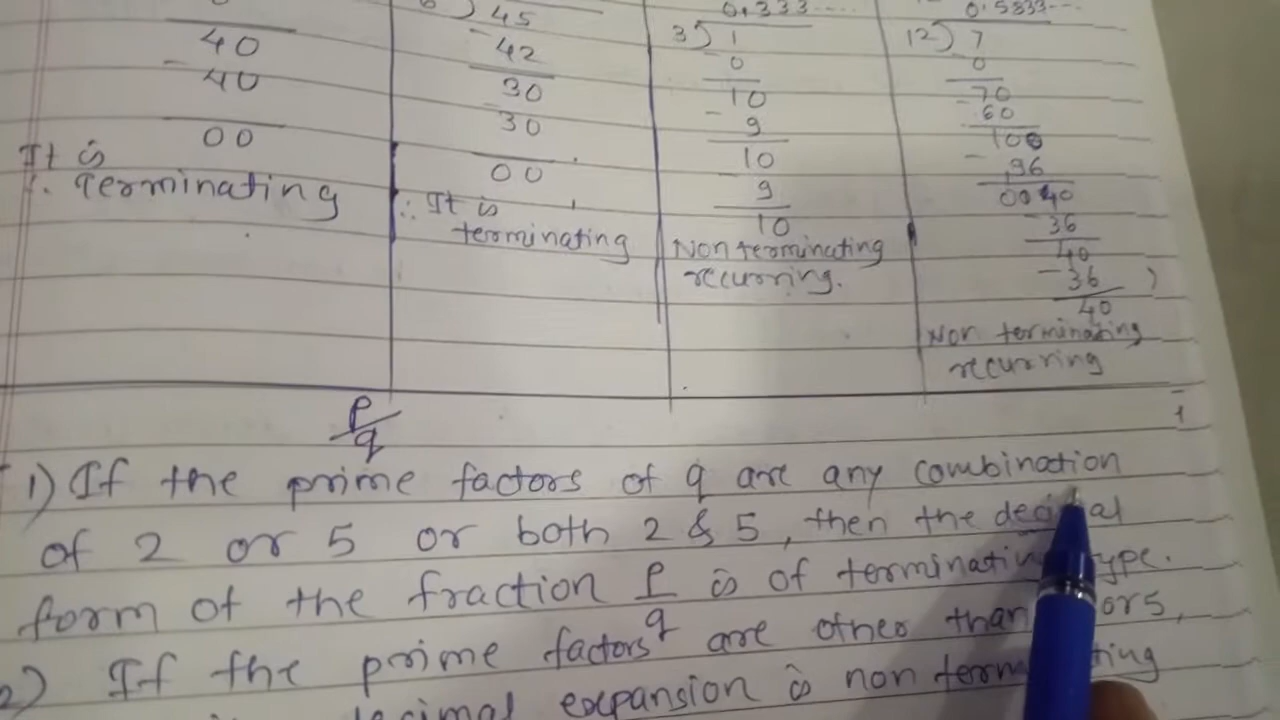 40
- 40
00
It is
∴ Terminating
45
- 42
30
30
00
∴ It is
terminating
0.333....
3) 1
0
10
- 9
10
9
10
Non terminating
recurring.
0.5833...
12) 7
0
70
60
100
- 96
0040
- 36
40
- 36
40
Non terminating
recurring
p/q
1) If the prime factors of q are any combination
of 2 or 5 or both 2 & 5, then the decimal
form of the fraction p/q is of terminating type.
2) If the prime factors are other than or 5,
decimal expansion is non terminating